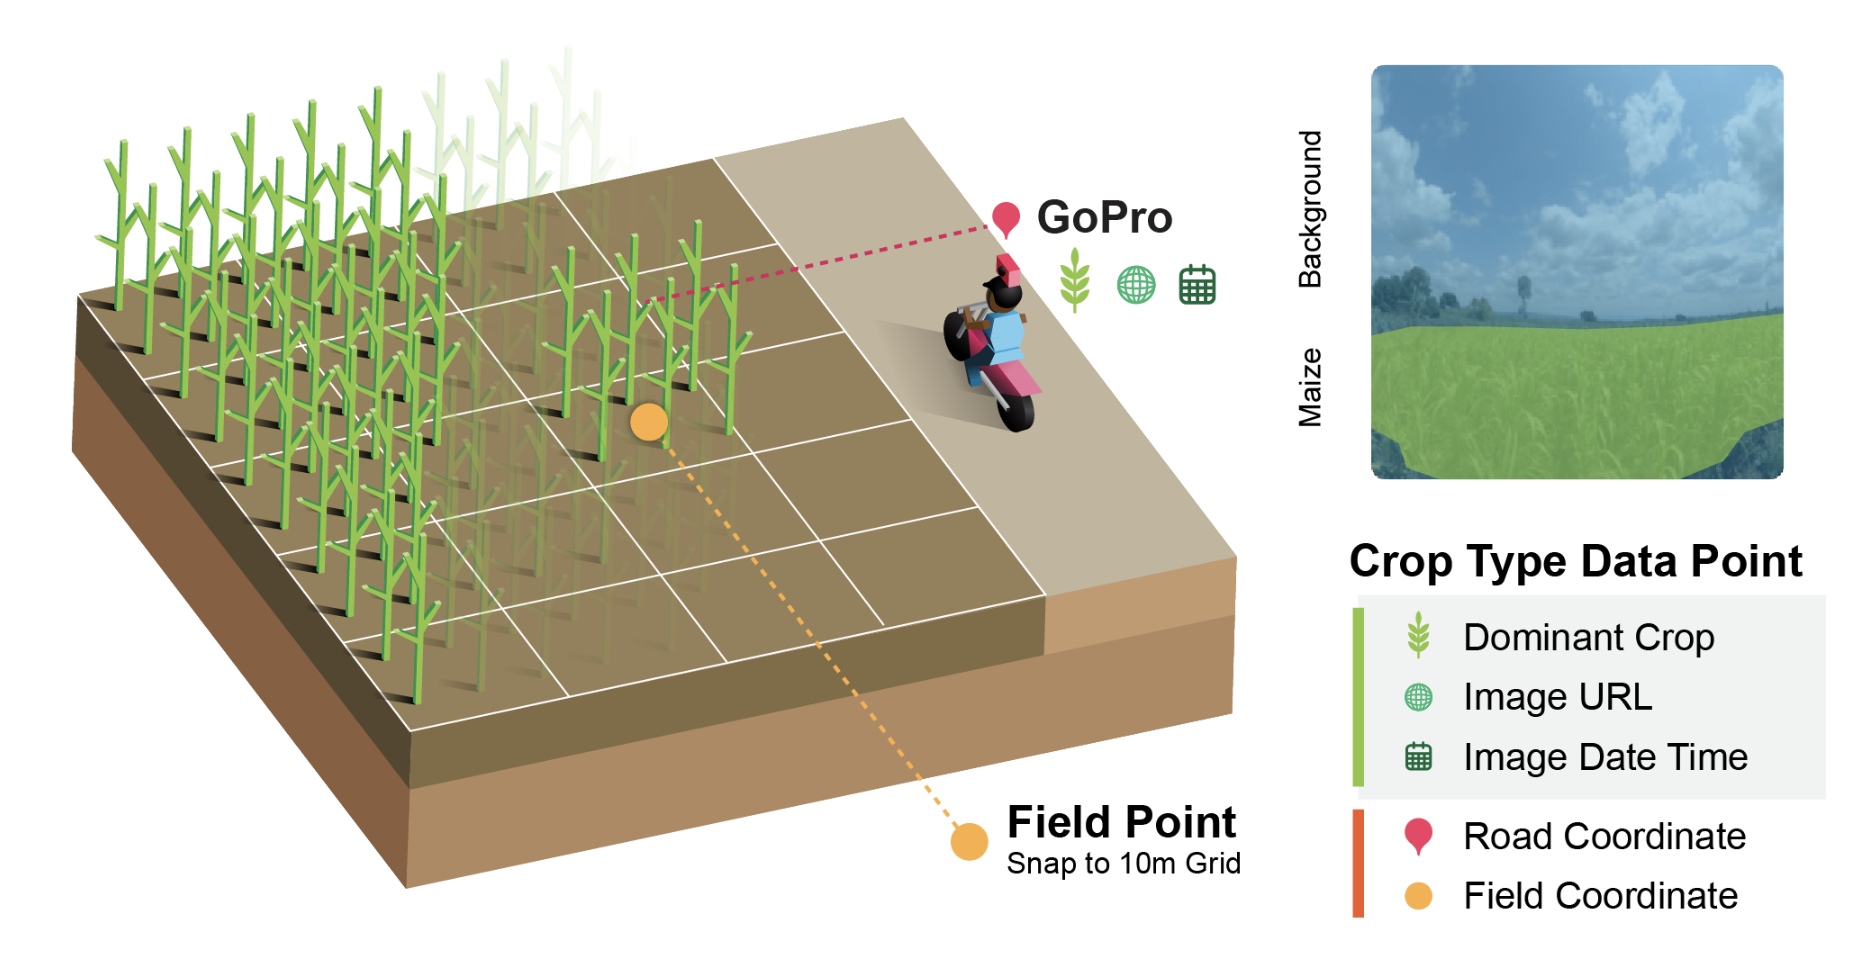 GoPro
Field Point
Snap to 10m Grid
Background
Maize
Crop Type Data Point
Dominant Crop
Image URL
Image Date Time
Road Coordinate
Field Coordinate